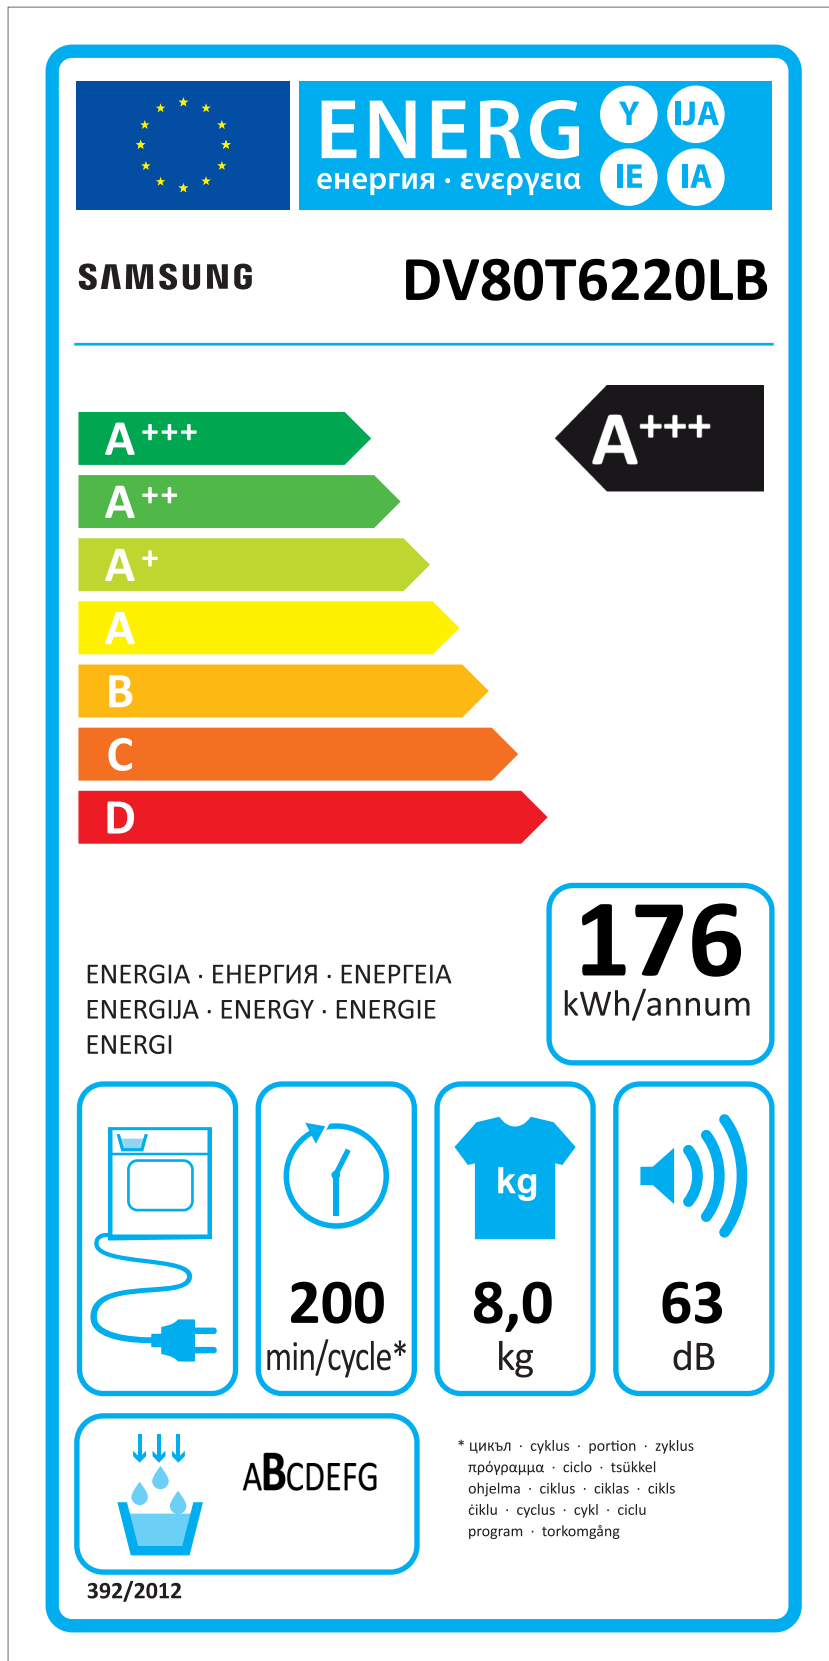 ENERG Y IJA
енергия · ενεργεια IE IA
SAMSUNG DV80T6220LB
A+++ A+++
A++
A+
A
B
C
D
176
kWh/annum
ENERGIA · ЕНЕРГИЯ · ΕΝΕΡΓΕΙΑ
ENERGIJA · ENERGY · ENERGIE
ENERGI
kg
200 8,0 63
min/cycle* kg dB
ABCDEFG
* цикъл · cyklus · portion · zyklus
πρόγραμμα · ciclo · tsükkel
ohjelma · ciklus · ciklas · cikls
ċiklu · cyclus · cykl · ciclu
program · torkomgång
392/2012